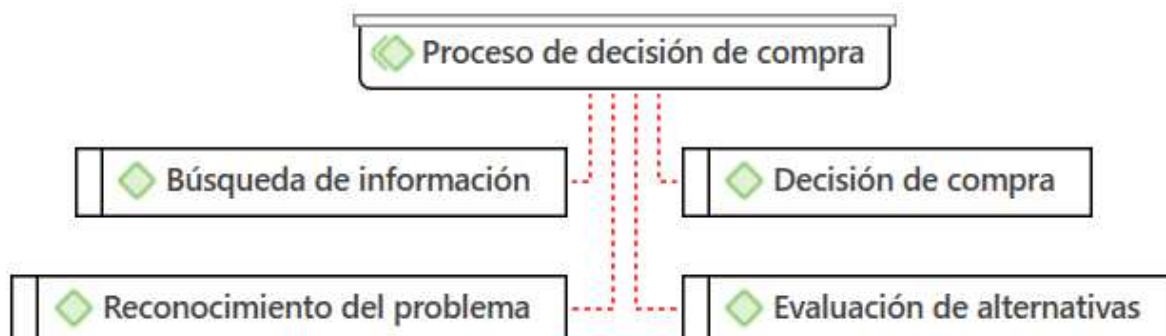 Proceso de decisión de compra
Búsqueda de información
Decisión de compra
Reconocimiento del problema
Evaluación de alternativas